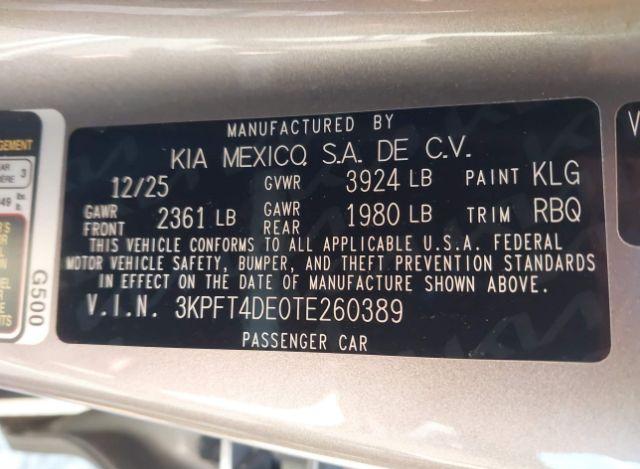 MANUFACTURED BY
KIA MEXICO, S.A. DE C.V.
12/25 GVWR 3924 LB PAINT KLG
GAWR FRONT 2361 LB GAWR REAR 1980 LB TRIM RBQ
THIS VEHICLE CONFORMS TO ALL APPLICABLE U.S.A. FEDERAL
MOTOR VEHICLE SAFETY, BUMPER, AND THEFT PREVENTION STANDARDS
IN EFFECT ON THE DATE OF MANUFACTURE SHOWN ABOVE.
V.I.N. 3KPFT4DE0TE260389
PASSENGER CAR
G500
3